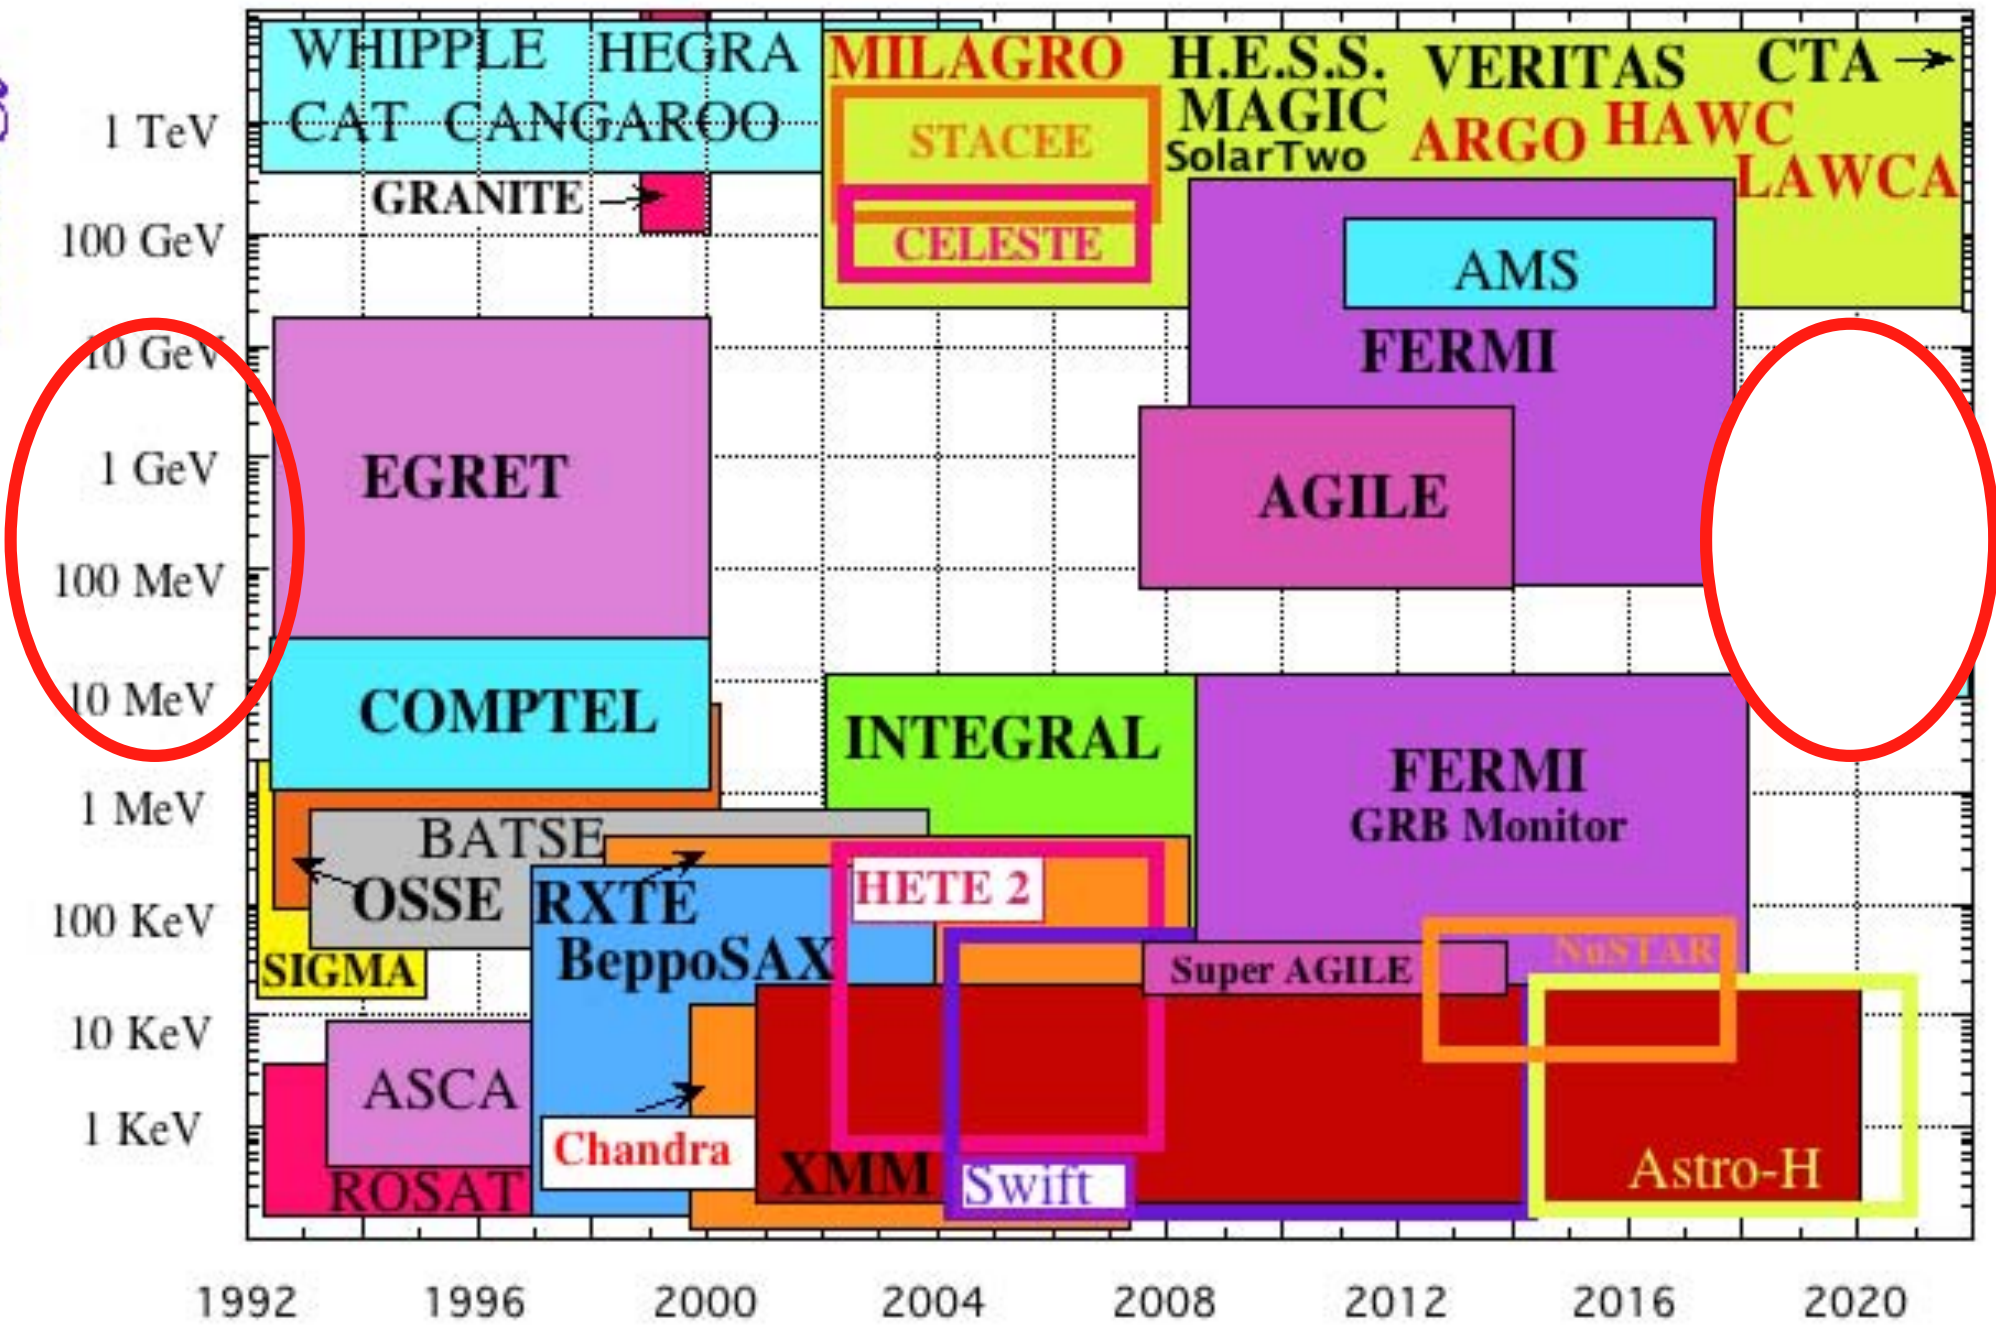 WHIPPLE HEGRA
CAT CANGAROO
GRANITE
MILAGRO
STACEE
CELESTE
H.E.S.S.
MAGIC
SolarTwo
VERITAS
ARGO
HAWC
LAWCA
CTA
AMS
FERMI
AGILE
EGRET
COMPTEL
INTEGRAL
FERMI
GRB Monitor
BATSE
OSSE
RXTE
BeppoSAX
HETE 2
SIGMA
Super AGILE
NuSTAR
ASCA
ROSAT
Chandra
XMM
Swift
Astro-H
1 TeV
100 GeV
10 GeV
1 GeV
100 MeV
10 MeV
1 MeV
100 KeV
10 KeV
1 KeV
1992 1996 2000 2004 2008 2012 2016 2020